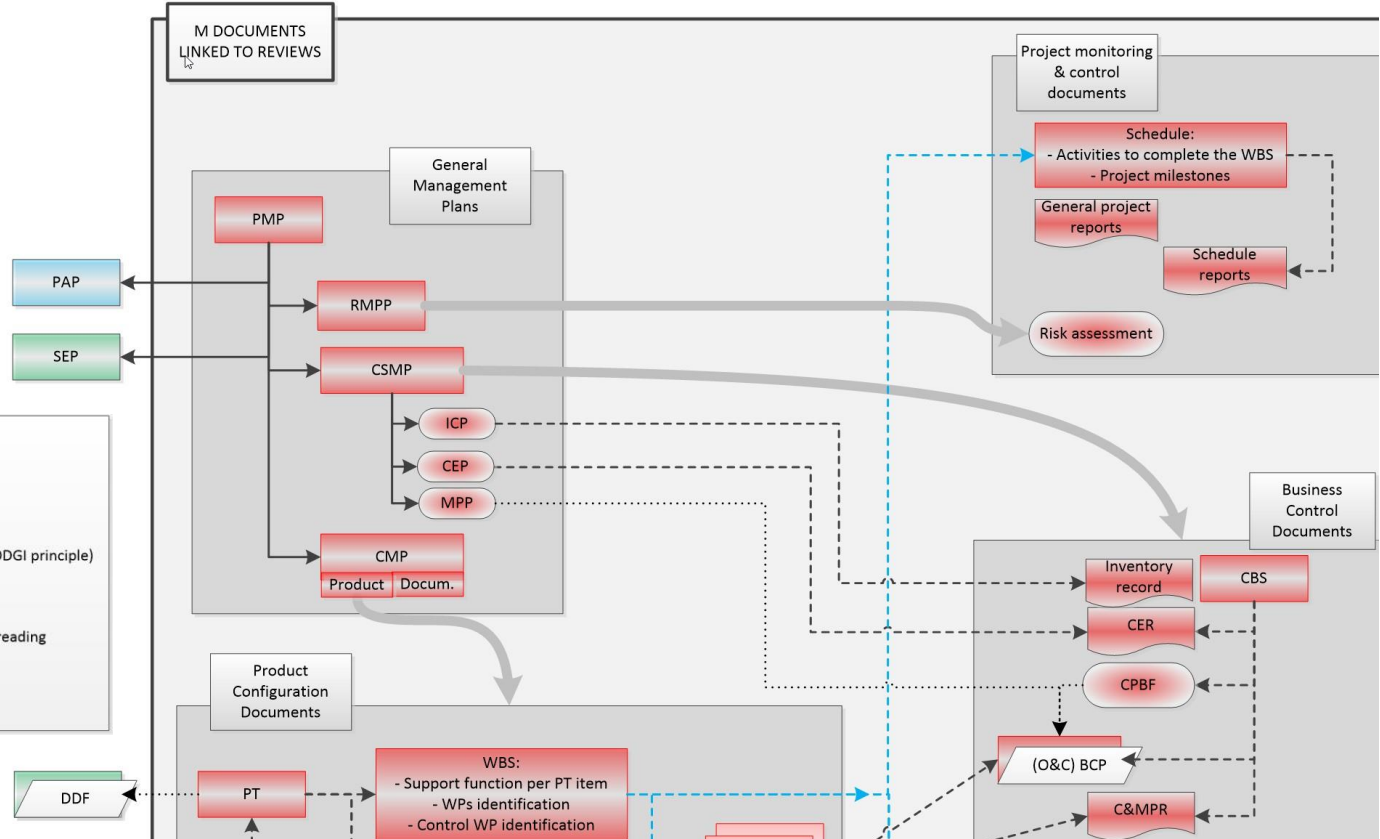 M DOCUMENTS
LINKED TO REVIEWS
Project monitoring
& control
documents
Schedule:
- Activities to complete the WBS
- Project milestones
General project
reports
Schedule
reports
Risk assessment
General
Management
Plans
PMP
PAP
RMPP
SEP
CSMP
ICP
CEP
MPP
CMP
Product
Docum.
DGI principle)
eading
Business
Control
Documents
Inventory
record
CBS
CER
CPBF
(O&C) BCP
C&MPR
Product
Configuration
Documents
WBS:
- Support function per PT item
- WPs identification
- Control WP identification
PT
DDF